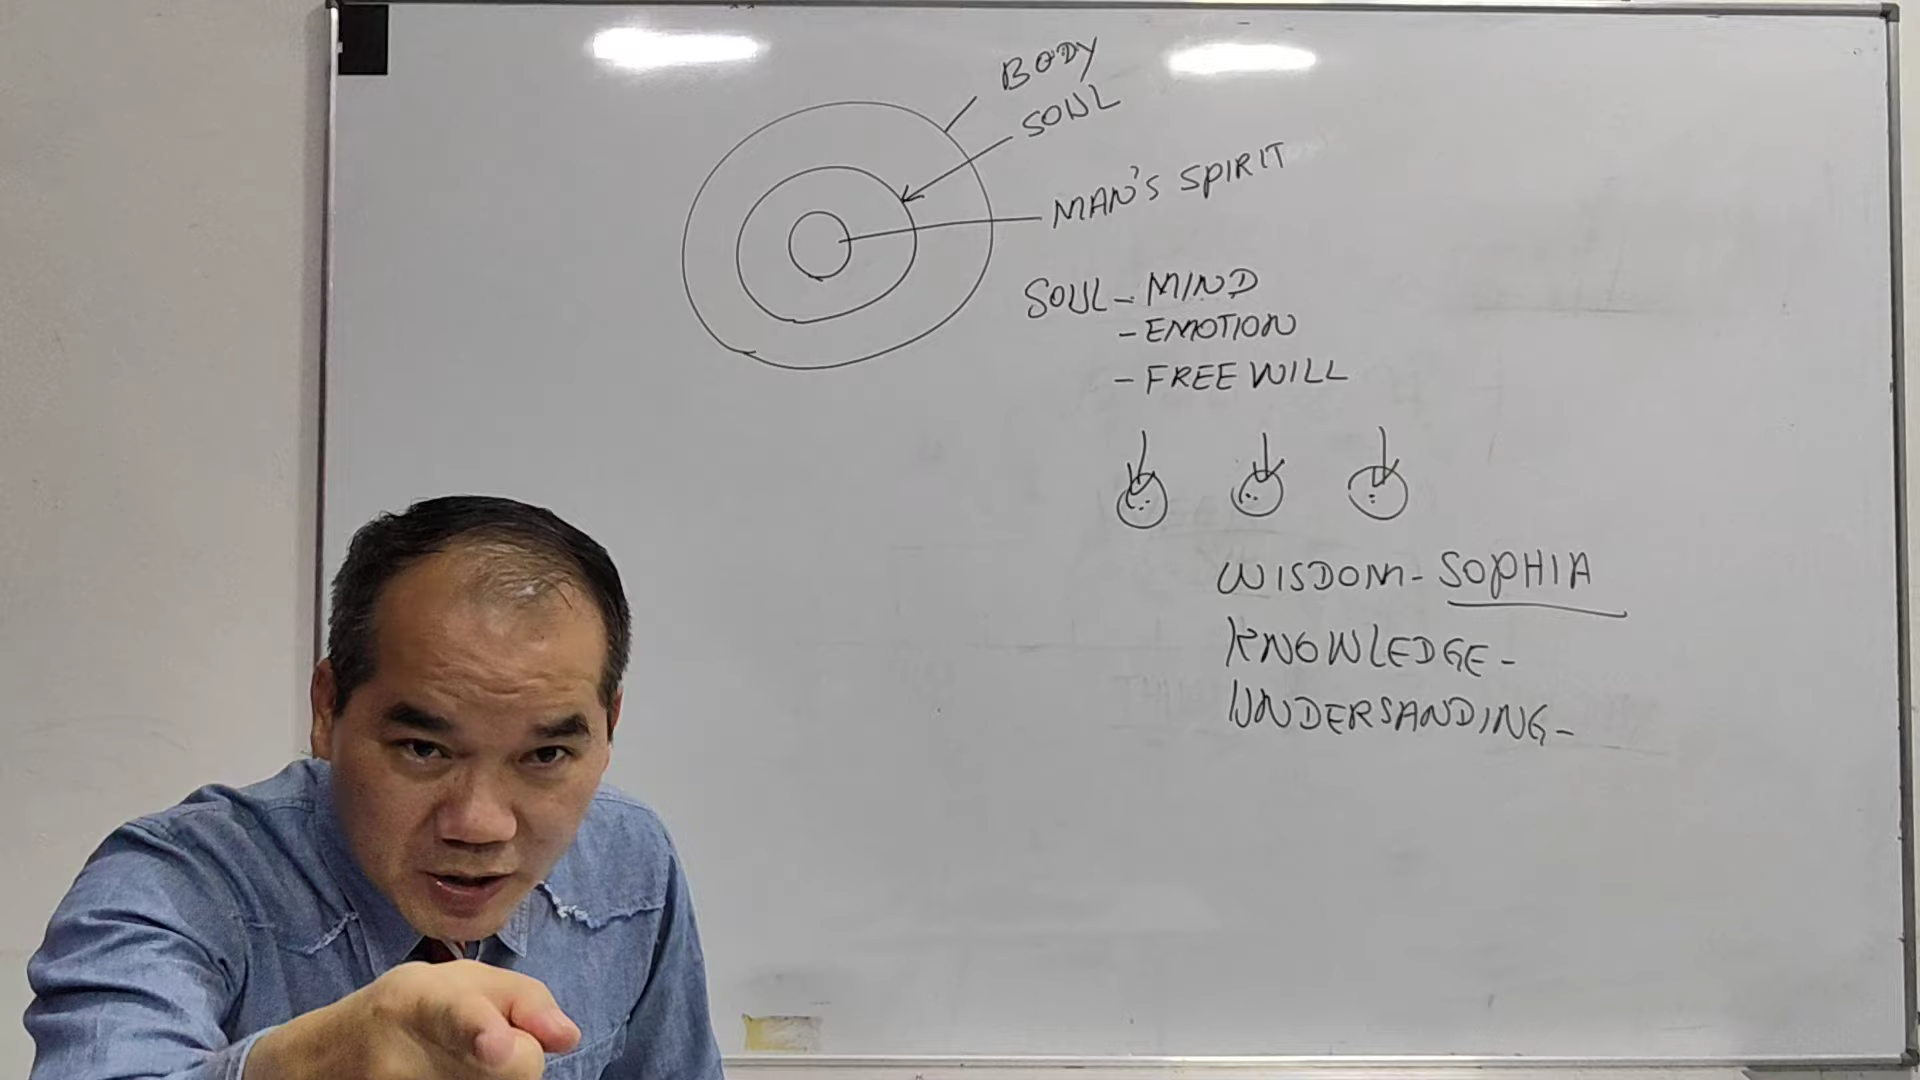 BODY
SOUL
MAN'S SPIRIT
SOUL - MIND
- EMOTION
- FREE WILL
WISDOM - SOPHIA
KNOWLEDGE -
UNDERSANDING -